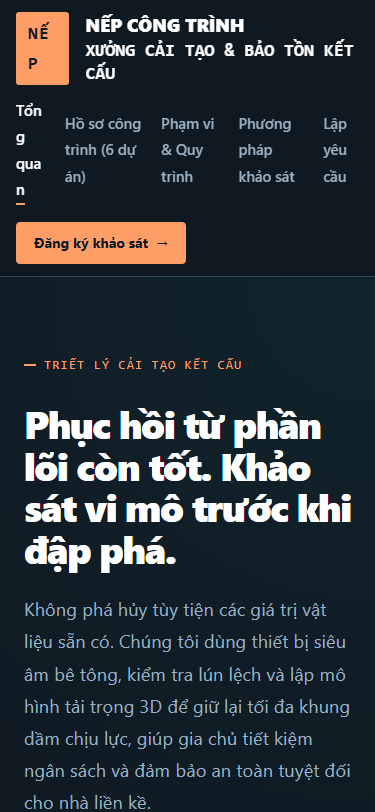 NẾ
P
NẾP CÔNG TRÌNH
XƯỞNG CẢI TẠO & BẢO TỒN KẾT
CẤU
Tổn
g
qua
n
Hồ sơ công
trình (6 dự
án)
Phạm vi
& Quy
trình
Phương
pháp
khảo sát
Lập
yêu
cầu
Đăng ký khảo sát →
— TRIẾT LÝ CẢI TẠO KẾT CẤU
Phục hồi từ phần
lõi còn tốt. Khảo
sát vi mô trước khi
đập phá.
Không phá hủy tùy tiện các giá trị vật
liệu sẵn có. Chúng tôi dùng thiết bị siêu
âm bê tông, kiểm tra lún lệch và lập mô
hình tải trọng 3D để giữ lại tối đa khung
dầm chịu lực, giúp gia chủ tiết kiệm
ngân sách và đảm bảo an toàn tuyệt đối
cho nhà liền kề.